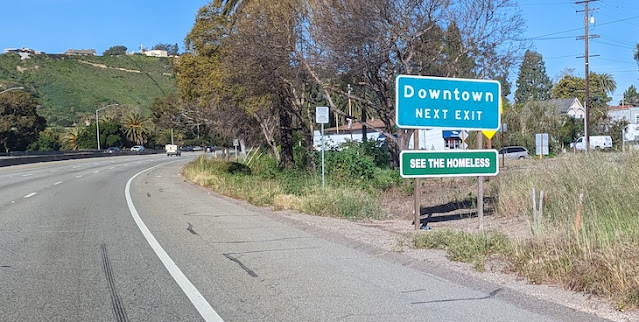 Downtown
NEXT EXIT
SEE THE HOMELESS